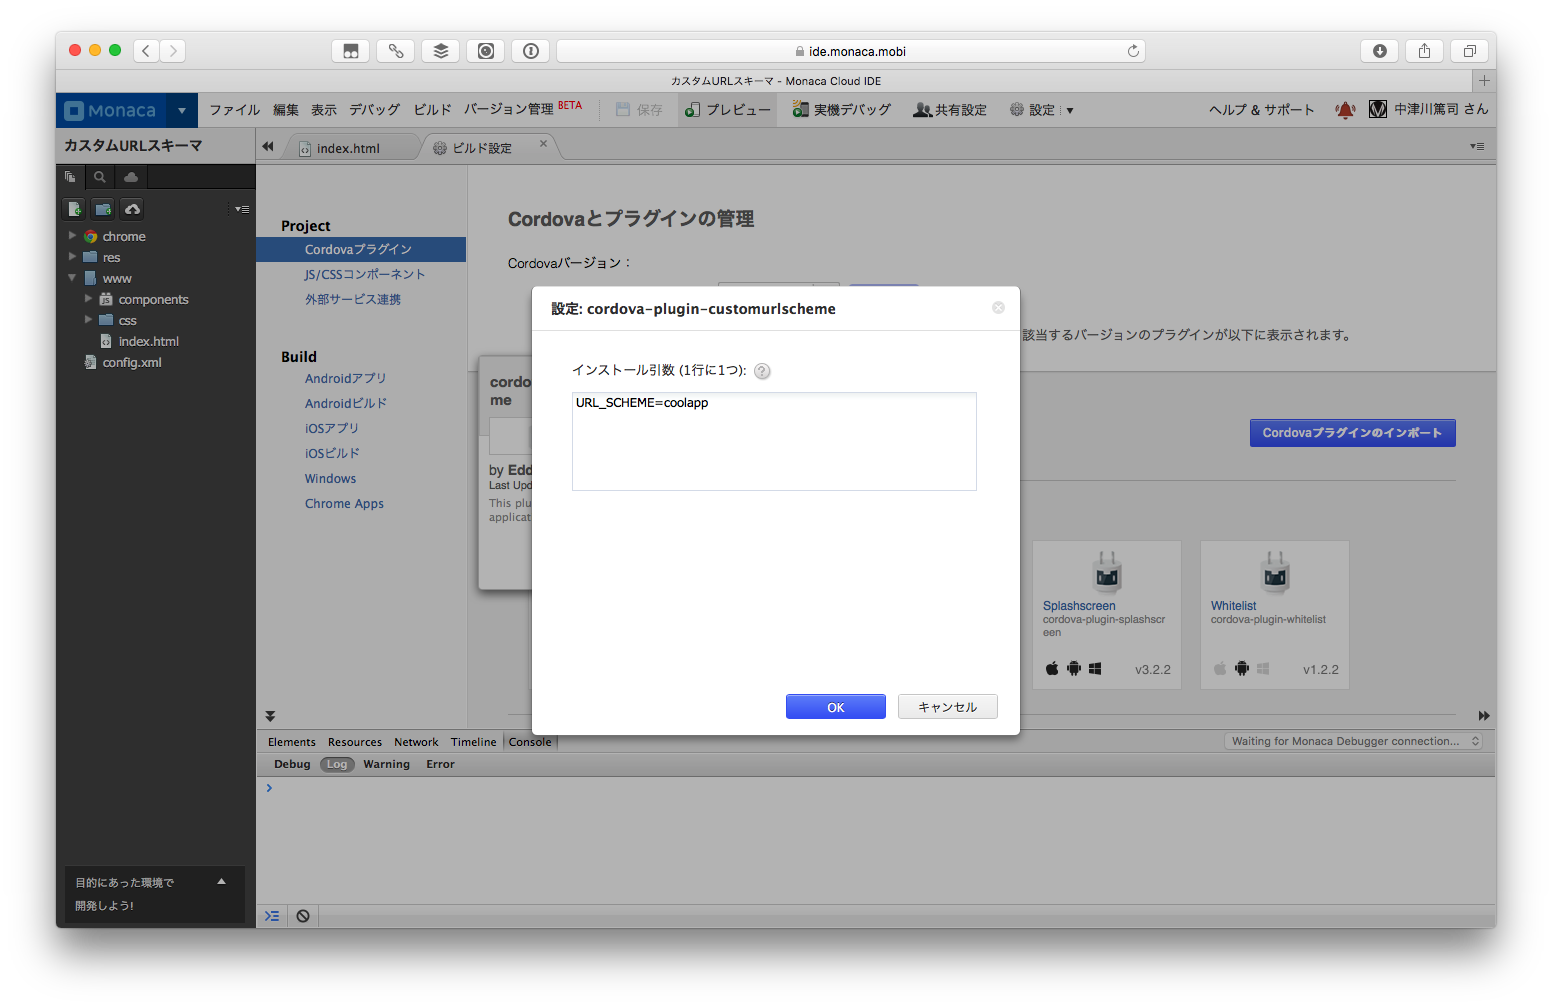 ide.monaca.mobi
カスタムURLスキーマ - Monaca Cloud IDE
Monaca ファイル 編集 表示 デバッグ ビルド バージョン管理 BETA 保存 プレビュー 実機デバッグ 共有設定 設定 ヘルプ & サポート 中津川篤司 さん
カスタムURLスキーマ
index.html ビルド設定
chrome
res
www
components
css
index.html
config.xml
目的にあった環境で
開発しよう!
Project
Cordovaプラグイン
JS/CSSコンポーネント
外部サービス連携
Build
Androidアプリ
Androidビルド
iOSアプリ
iOSビルド
Windows
Chrome Apps
Cordovaとプラグインの管理
Cordovaバージョン：
該当するバージョンのプラグインが以下に表示されます。
cordo
me
by Edd
Last Upd
This plu
applicat
設定: cordova-plugin-customurlscheme
インストール引数 (1行に1つ): ?
URL_SCHEME=coolapp
OK キャンセル
Cordovaプラグインのインポート
Splashscreen
cordova-plugin-splashscr
een
v3.2.2
Whitelist
cordova-plugin-whitelist
v1.2.2
Elements Resources Network Timeline Console Waiting for Monaca Debugger connection...
Debug Log Warning Error